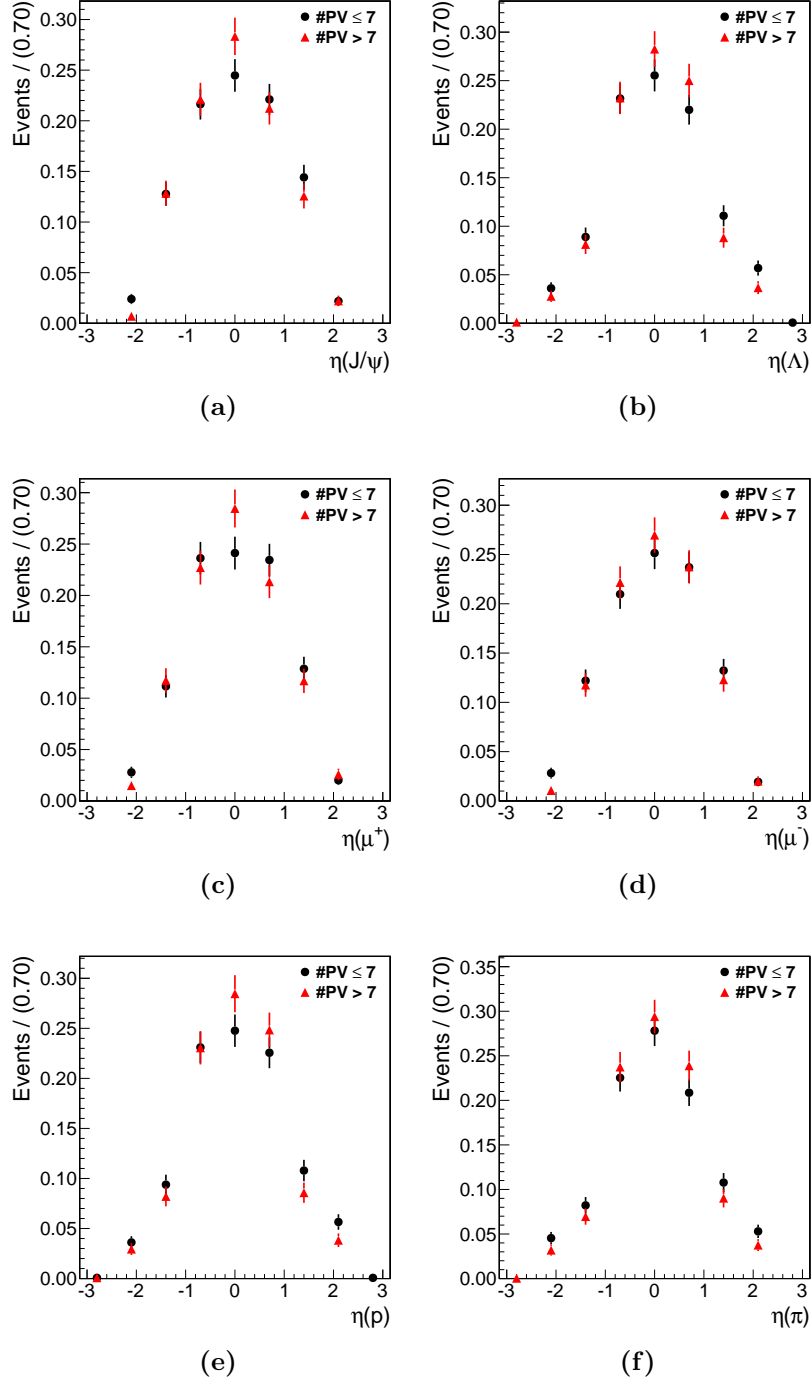 Events / (0.70)
0.30
0.25
0.20
0.15
0.10
0.05
0.00
-3 -2 -1 0 1 2 3
η(J/ψ)
#PV ≤ 7
#PV > 7
(a)
Events / (0.70)
0.30
0.25
0.20
0.15
0.10
0.05
0.00
-3 -2 -1 0 1 2 3
η(Λ)
#PV ≤ 7
#PV > 7
(b)
Events / (0.70)
0.30
0.25
0.20
0.15
0.10
0.05
0.00
-3 -2 -1 0 1 2 3
η(μ⁺)
#PV ≤ 7
#PV > 7
(c)
Events / (0.70)
0.30
0.25
0.20
0.15
0.10
0.05
0.00
-3 -2 -1 0 1 2 3
η(μ⁻)
#PV ≤ 7
#PV > 7
(d)
Events / (0.70)
0.30
0.25
0.20
0.15
0.10
0.05
0.00
-3 -2 -1 0 1 2 3
η(p)
#PV ≤ 7
#PV > 7
(e)
Events / (0.70)
0.35
0.30
0.25
0.20
0.15
0.10
0.05
0.00
-3 -2 -1 0 1 2 3
η(π)
#PV ≤ 7
#PV > 7
(f)